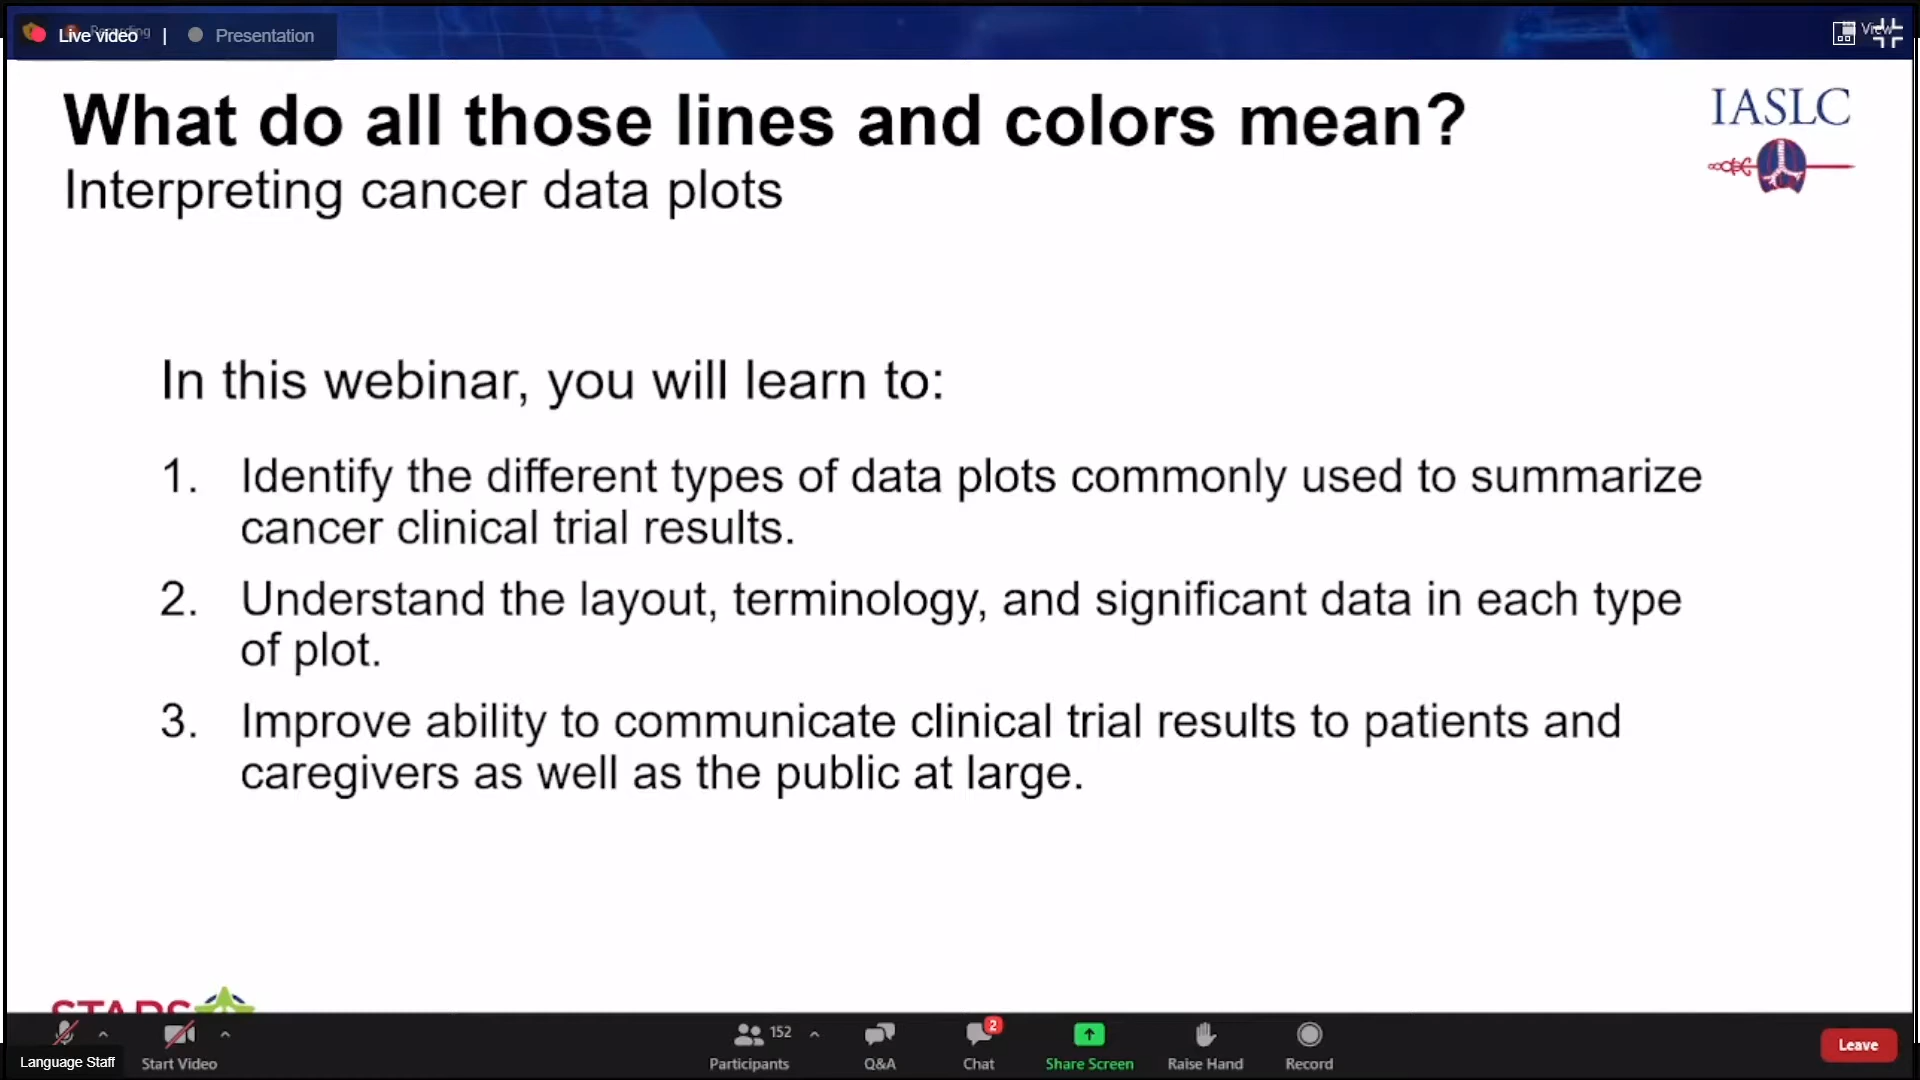 Live video | Presentation
View
What do all those lines and colors mean?
IASLC
Interpreting cancer data plots
In this webinar, you will learn to:
1. Identify the different types of data plots commonly used to summarize
cancer clinical trial results.
2. Understand the layout, terminology, and significant data in each type
of plot.
3. Improve ability to communicate clinical trial results to patients and
caregivers as well as the public at large.
STARS
152
2
Language Staff
Start Video
Participants
Q&A
Chat
Share Screen
Raise Hand
Record
Leave